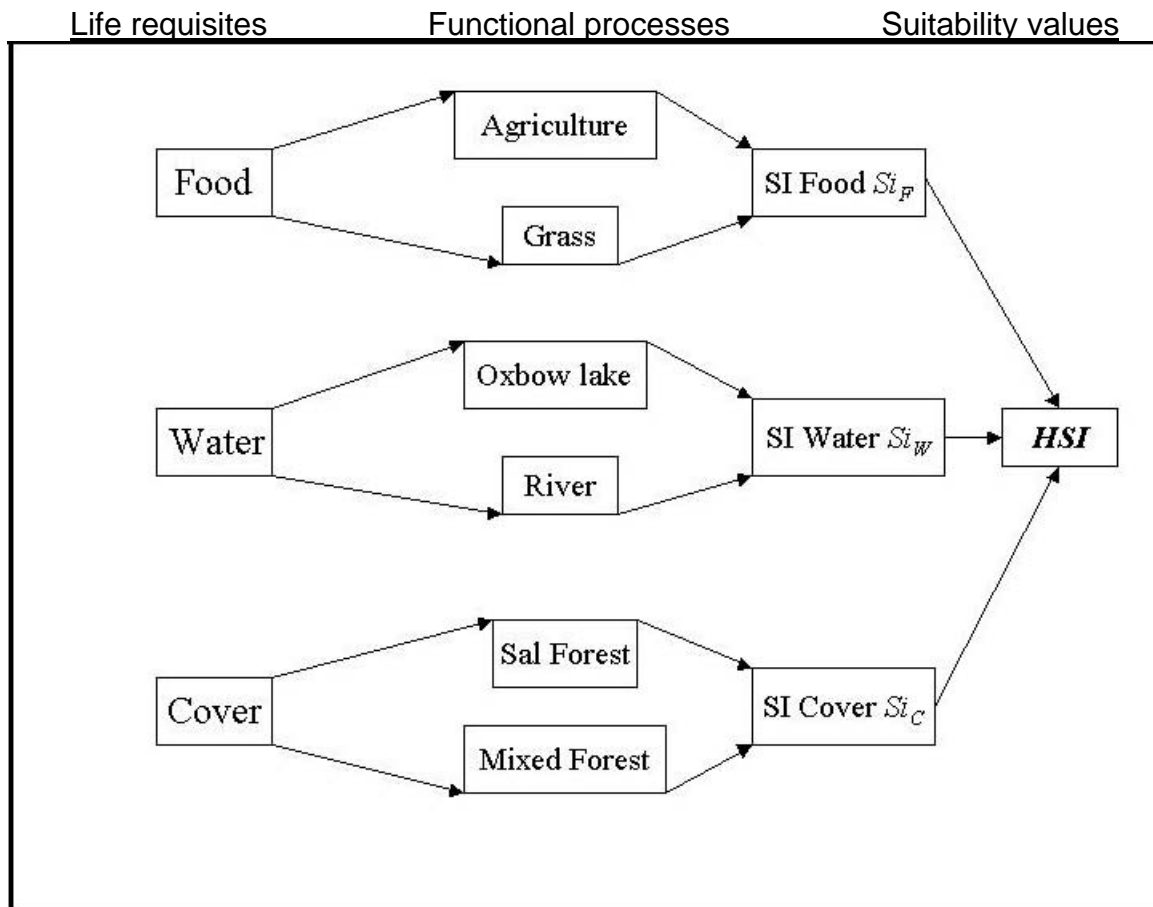 Life requisites Functional processes Suitability values
Agriculture
Food
SI Food Si_F
Grass
Oxbow lake
Water
SI Water Si_W
HSI
River
Sal Forest
Cover
SI Cover Si_C
Mixed Forest